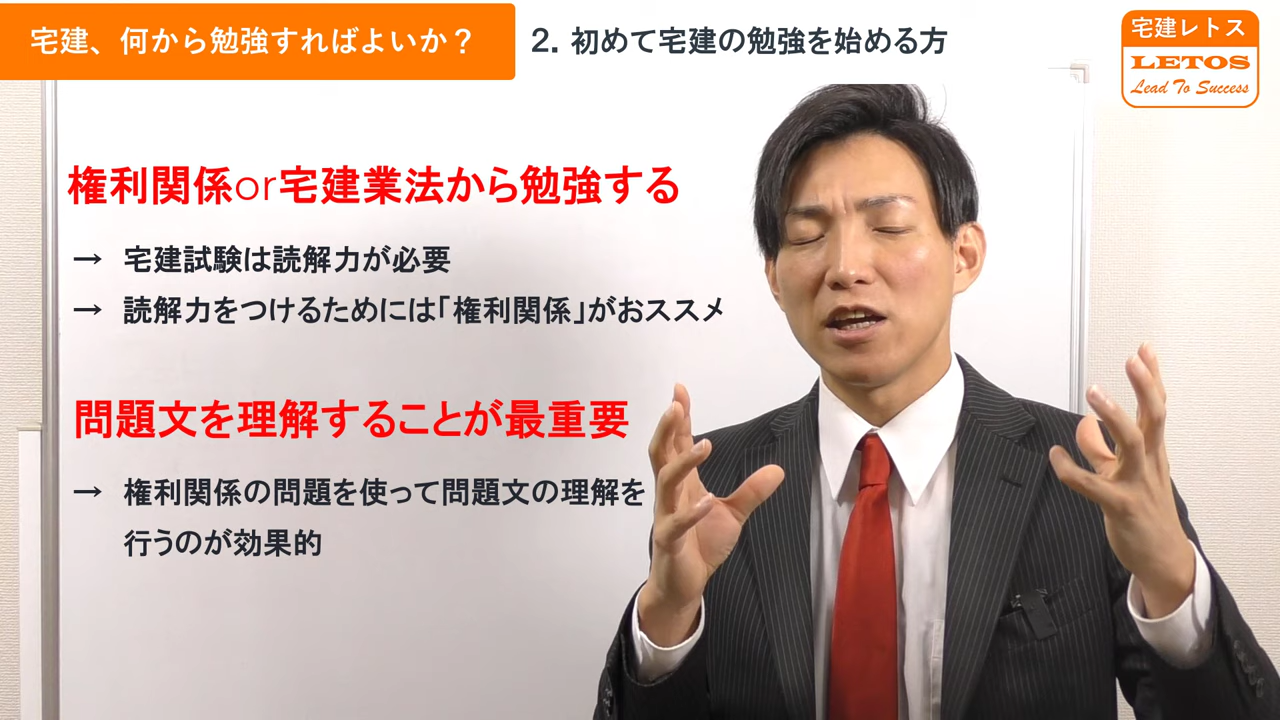 宅建、何から勉強すればよいか？
2. 初めて宅建の勉強を始める方
宅建レトス
LETOS
Lead To Success
権利関係or宅建業法から勉強する
→ 宅建試験は読解力が必要
→ 読解力をつけるためには「権利関係」がおススメ
問題文を理解することが最重要
→ 権利関係の問題を使って問題文の理解を
行うのが効果的